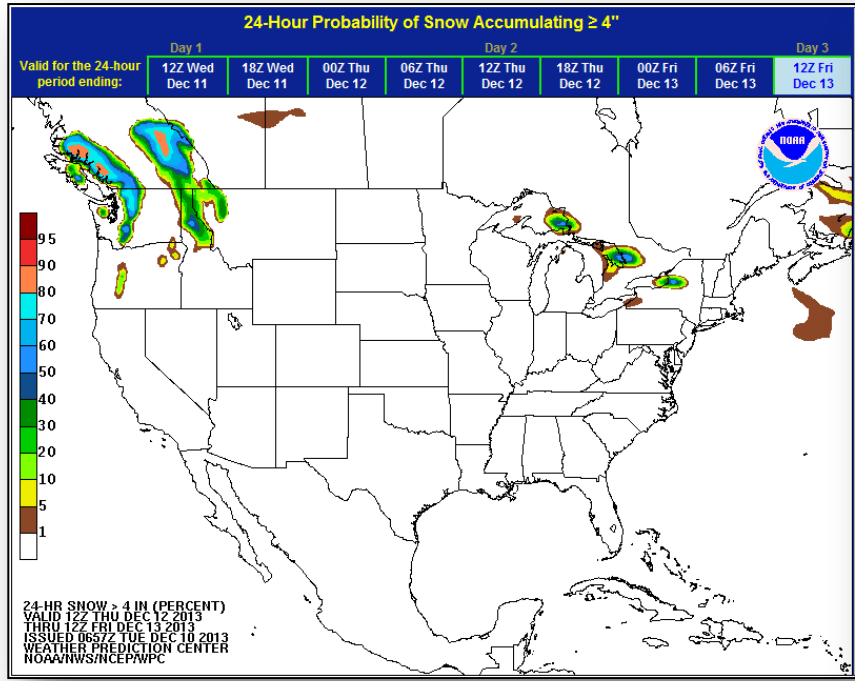 24-Hour Probability of Snow Accumulating ≥ 4"
Day 1 Day 2 Day 3
Valid for the 24-hour period ending:
12Z Wed Dec 11
18Z Wed Dec 11
00Z Thu Dec 12
06Z Thu Dec 12
12Z Thu Dec 12
18Z Thu Dec 12
00Z Fri Dec 13
06Z Fri Dec 13
12Z Fri Dec 13
NOAA
95
90
80
70
60
50
40
30
20
10
5
1
24-HR SNOW > 4 IN (PERCENT)
VALID 12Z THU DEC 12 2013
THRU 12Z FRI DEC 13 2013
ISSUED 0657Z TUE DEC 10 2013
WEATHER PREDICTION CENTER
NOAA/NWS/NCEP/WPC